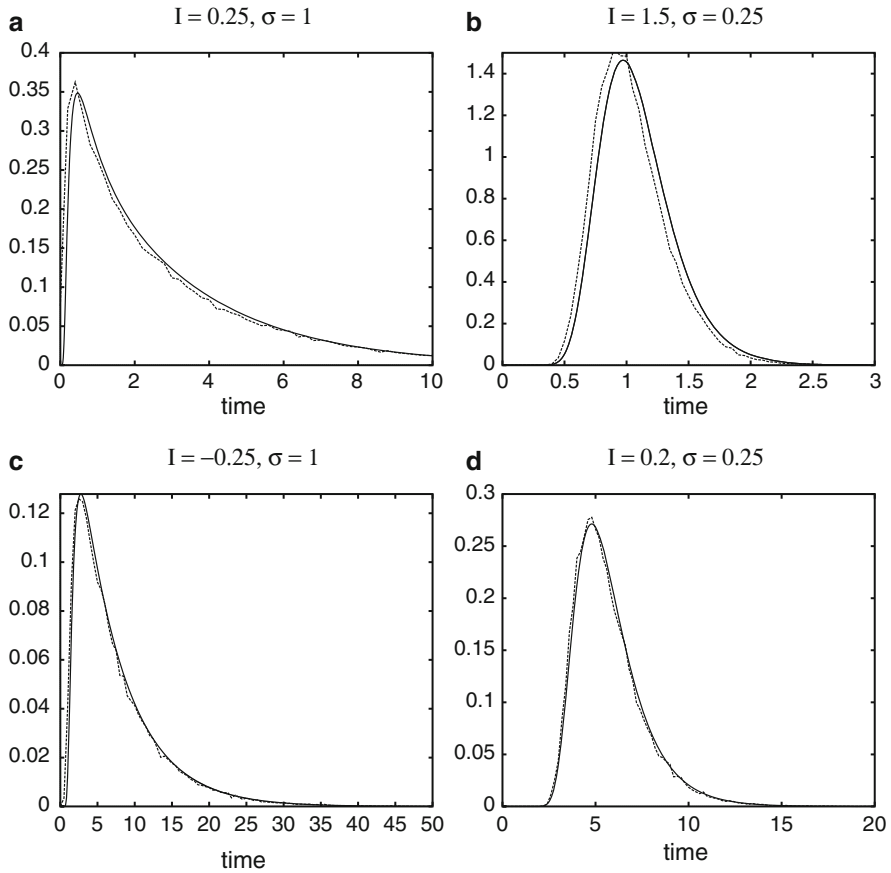 a
I = 0.25, σ = 1
0.4
0.35
0.3
0.25
0.2
0.15
0.1
0.05
0
0 2 4 6 8 10
time
b
I = 1.5, σ = 0.25
1.4
1.2
1
0.8
0.6
0.4
0.2
0
0 0.5 1 1.5 2 2.5 3
time
c
I = −0.25, σ = 1
0.12
0.1
0.08
0.06
0.04
0.02
0
0 5 10 15 20 25 30 35 40 45 50
time
d
I = 0.2, σ = 0.25
0.3
0.25
0.2
0.15
0.1
0.05
0
0 5 10 15 20
time